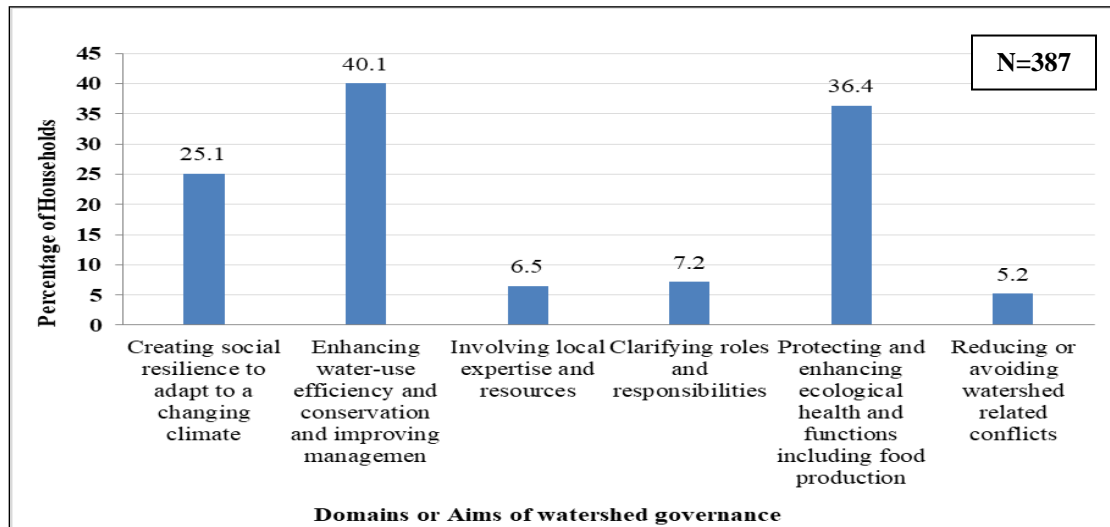 N=387
Percentage of Households
45
40
35
30
25
20
15
10
5
0
25.1
40.1
6.5
7.2
36.4
5.2
Creating social
resilience to
adapt to a
changing
climate
Enhancing
water-use
efficiency and
conservation
and improving
managemen
Involving local
expertise and
resources
Clarifying roles
and
responsibilities
Protecting and
enhancing
ecological
health and
functions
including food
production
Reducing or
avoiding
watershed
related
conflicts
Domains or Aims of watershed governance